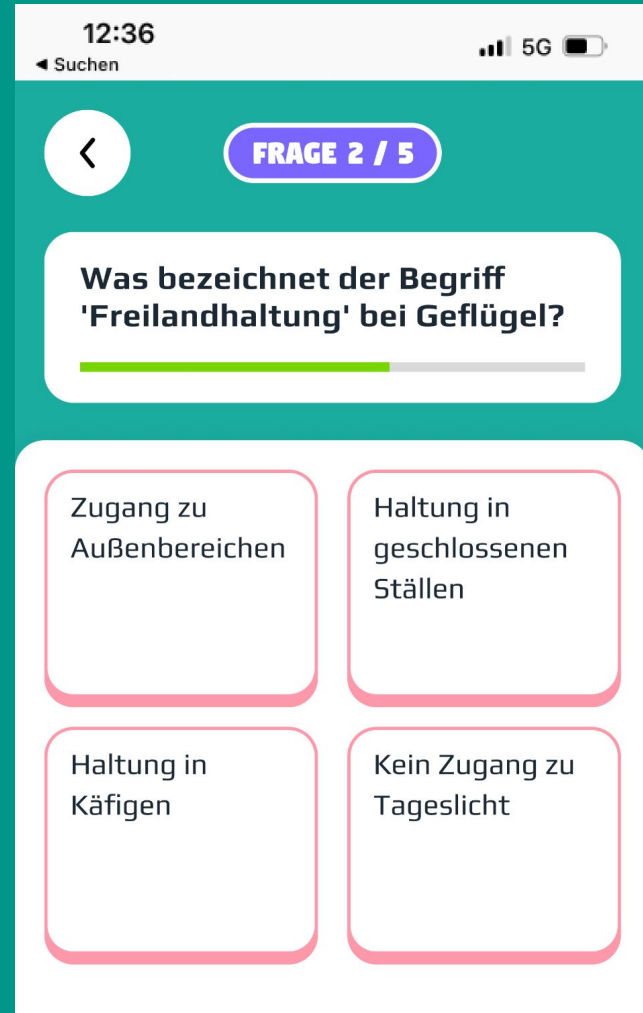 12:36
◀ Suchen
5G
FRAGE 2 / 5
Was bezeichnet der Begriff
'Freilandhaltung' bei Geflügel?
Zugang zu
Außenbereichen
Haltung in
geschlossenen
Ställen
Haltung in
Käfigen
Kein Zugang zu
Tageslicht